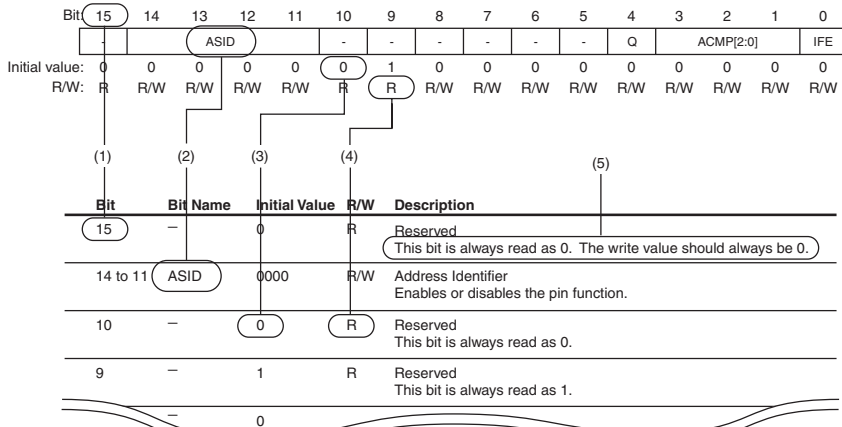 Bit: 15 14 13 12 11 10 9 8 7 6 5 4 3 2 1 0
- ASID - - - - - - Q ACMP[2:0] IFE
Initial value: 0 0 0 0 0 0 1 0 0 0 0 0 0 0 0 0
R/W: R R/W R/W R/W R/W R R R/W R/W R/W R/W R/W R/W R/W R/W R/W
(1) (2) (3) (4) (5)
Bit Bit Name Initial Value R/W Description
15 − 0 R Reserved
This bit is always read as 0. The write value should always be 0.
14 to 11 ASID 0000 R/W Address Identifier
Enables or disables the pin function.
10 − 0 R Reserved
This bit is always read as 0.
9 − 1 R Reserved
This bit is always read as 1.
− 0